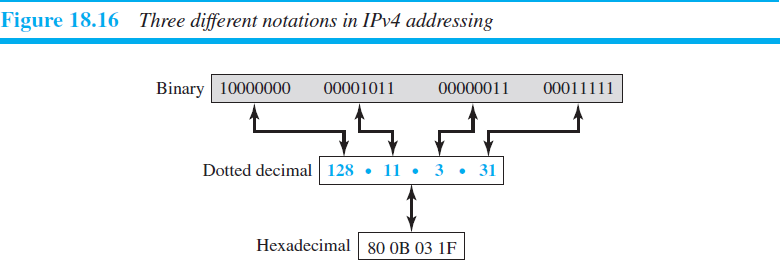 Figure 18.16 Three different notations in IPv4 addressing
Binary 10000000 00001011 00000011 00011111
Dotted decimal 128 • 11 • 3 • 31
Hexadecimal 80 0B 03 1F